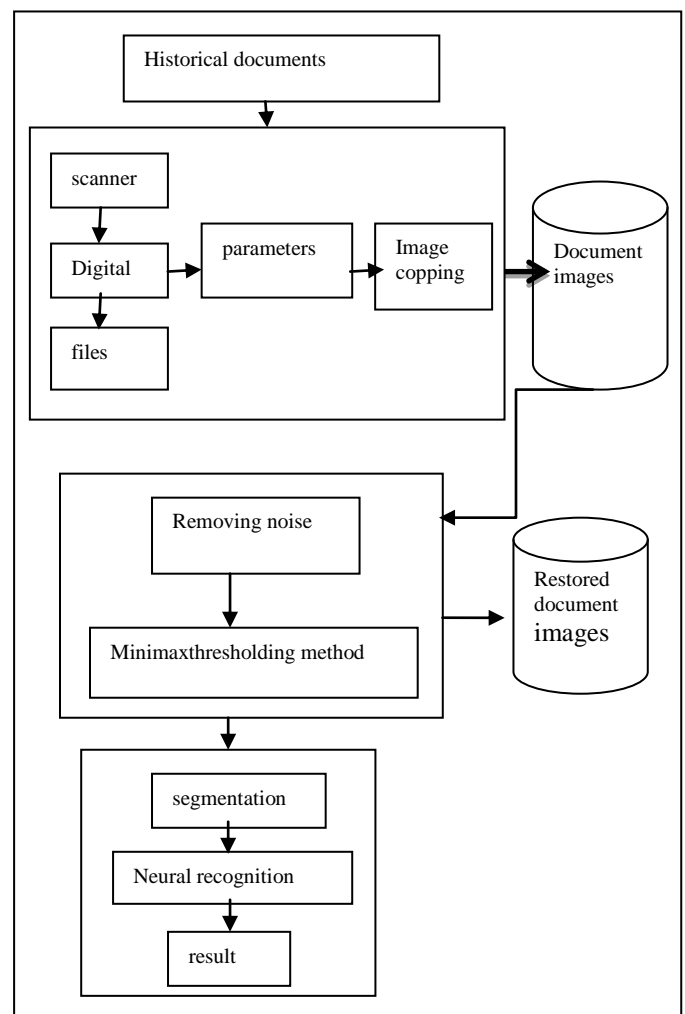 Historical documents
scanner
Digital
files
parameters
Image
copping
Document
images
Removing noise
Minimaxthresholding method
Restored
document
images
segmentation
Neural recognition
result